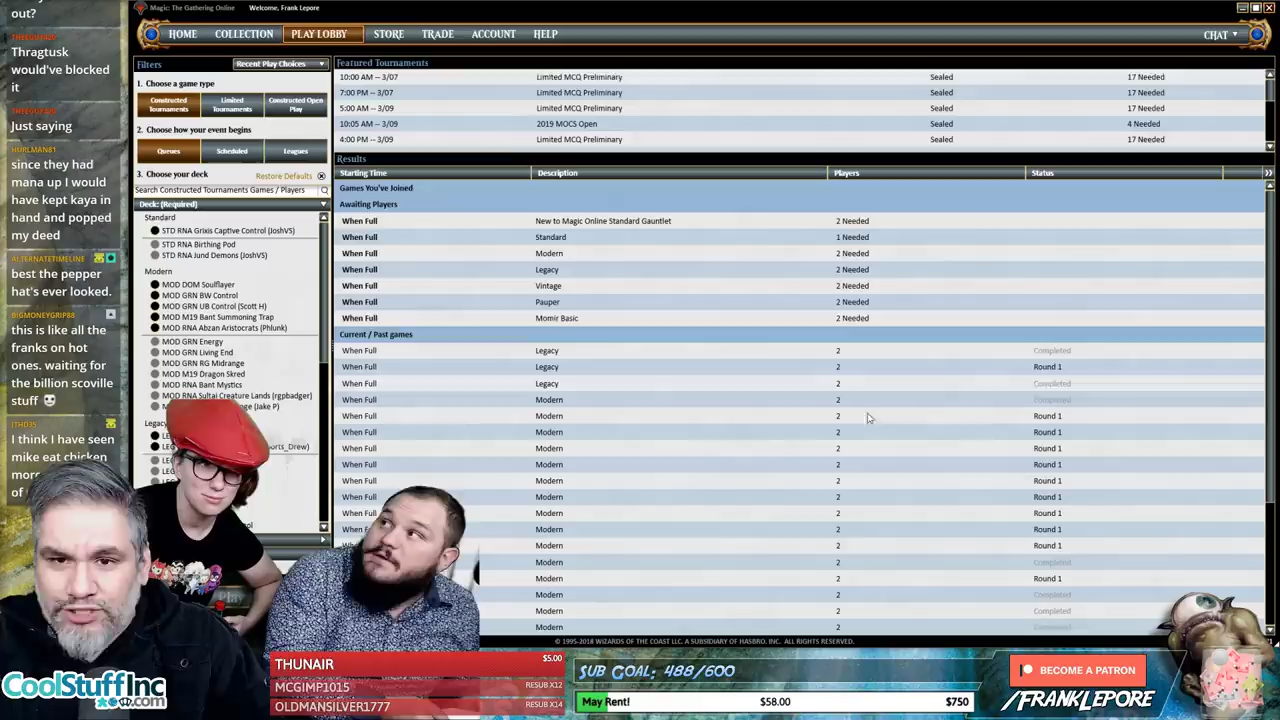 out?
THEEGU1420
Thragtusk
would've blocked
it
THEEGU1420
Just saying
HURLMAN81
since they had
mana up I would
have kept kaya in
hand and popped
my deed
ALTERNATETIMELINE
best the pepper
hat's ever looked.
BIGMONEYGRIP88
this is like all the
franks on hot
ones. waiting for
the billion scoville
stuff
ITHD35
I think I have seen
mike eat chicken
more
of
Magic: The Gathering Online
Welcome, Frank Lepore
HOME
COLLECTION
PLAY LOBBY
STORE
TRADE
ACCOUNT
HELP
CHAT
Filters
Recent Play Choices
1. Choose a game type
Constructed Tournaments
Limited Tournaments
Constructed Open Play
2. Choose how your event begins
Queues
Scheduled
Leagues
3. Choose your deck
Restore Defaults
Search Constructed Tournaments Games / Players
Deck: (Required)
Standard
STD RNA Grixis Captive Control (JoshVS)
STD RNA Birthing Pod
STD RNA Jund Demons (JoshVS)
Modern
MOD DOM Soulflayer
MOD GRN BW Control
MOD GRN UB Control (Scott H)
MOD M19 Bant Summoning Trap
MOD RNA Abzan Aristocrats (Phlunk)
MOD GRN Energy
MOD GRN Living End
MOD GRN RG Midrange
MOD M19 Dragon Skred
MOD RNA Bant Mystics
MOD RNA Sultai Creature Lands (rgpbadger)
(Jake P)
Legacy
Play
Featured Tournaments
10:00 AM -- 3/07 Limited MCQ Preliminary Sealed 17 Needed
7:00 PM -- 3/07 Limited MCQ Preliminary Sealed 17 Needed
5:00 AM -- 3/09 Limited MCQ Preliminary Sealed 17 Needed
10:05 AM -- 3/09 2019 MOCS Open Sealed 4 Needed
4:00 PM -- 3/09 Limited MCQ Preliminary Sealed 17 Needed
Results
Starting Time Description Players Status
Games You've Joined
Awaiting Players
When Full New to Magic Online Standard Gauntlet 2 Needed
When Full Standard 1 Needed
When Full Modern 2 Needed
When Full Legacy 2 Needed
When Full Vintage 2 Needed
When Full Pauper 2 Needed
When Full Momir Basic 2 Needed
Current / Past games
When Full Legacy 2 Completed
When Full Legacy 2 Round 1
When Full Legacy 2 Completed
When Full Modern 2 Completed
When Full Modern 2 Round 1
When Full Modern 2 Round 1
When Full Modern 2 Round 1
When Full Modern 2 Round 1
When Full Modern 2 Round 1
When Full Modern 2 Round 1
When Full Modern 2 Round 1
When Modern 2 Round 1
Modern 2 Round 1
Modern 2 Completed
Modern 2 Round 1
Modern 2 Completed
Modern 2 Completed
Modern 2
© 1995-2018 WIZARDS OF THE COAST LLC. A SUBSIDIARY OF HASBRO, INC. ALL RIGHTS RESERVED.
CoolStuffInc
.com
THUNAIR $5.00
MCGIMP1015 RESUB X12
OLDMANSILVER1777 RESUB X14
SUB GOAL: 488/600
May Rent! $58.00 $750
BECOME A PATRON
/FRANKLEPORE